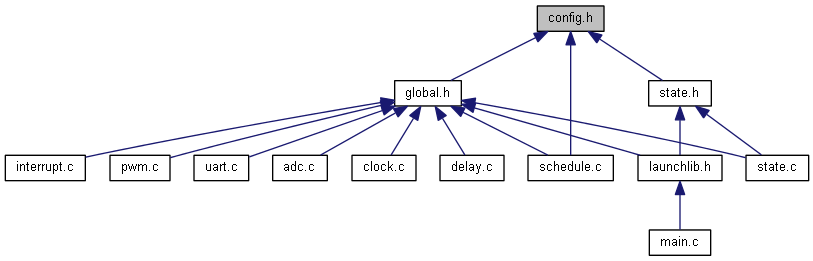 config.h
global.h
state.h
interrupt.c
pwm.c
uart.c
adc.c
clock.c
delay.c
schedule.c
launchlib.h
state.c
main.c